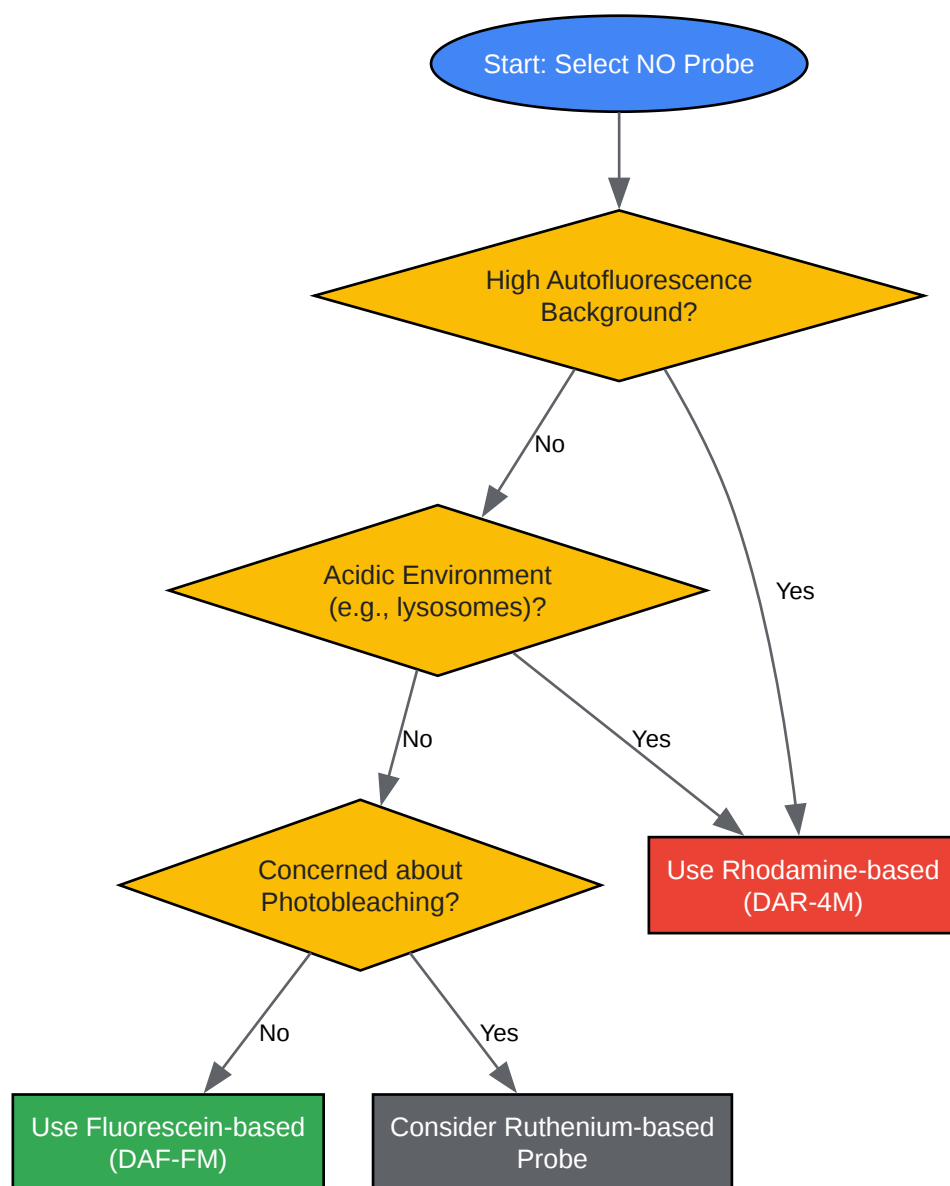 Start: Select NO Probe
High Autofluorescence
Background?
No
Yes
Acidic Environment
(e.g., lysosomes)?
No
Yes
Concerned about
Photobleaching?
Use Rhodamine-based
(DAR-4M)
No
Yes
Use Fluorescein-based
(DAF-FM)
Consider Ruthenium-based
Probe